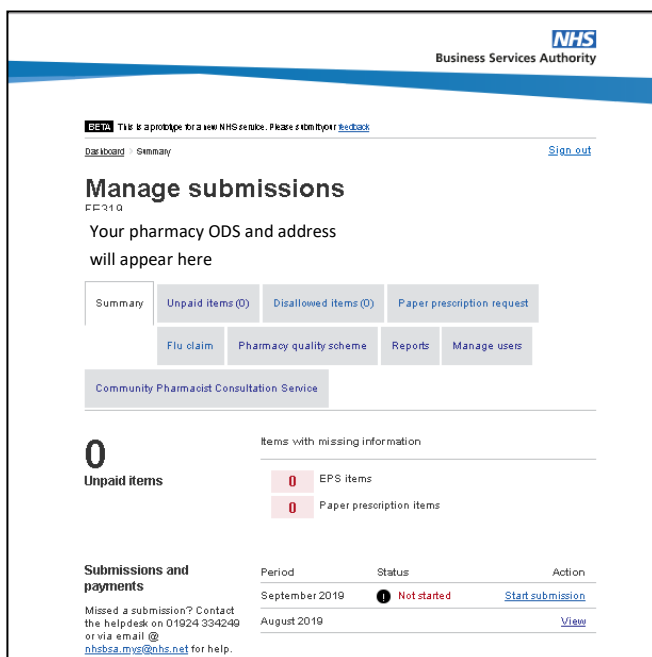 NHS
Business Services Authority
BETA This is a prototype for a new NHS service. Please submit your feedback
Dashboard > Summary Sign out
Manage submissions
FF319
Your pharmacy ODS and address
will appear here
Summary Unpaid items (0) Disallowed items (0) Paper prescription request
Flu claim Pharmacy quality scheme Reports Manage users
Community Pharmacist Consultation Service
0 Items with missing information
Unpaid items
0 EPS items
0 Paper prescription items
Submissions and
payments
Period Status Action
September 2019 ! Not started Start submission
August 2019 View
Missed a submission? Contact
the helpdesk on 01924 334249
or via email @
nhsbsa.mys@nhs.net for help.